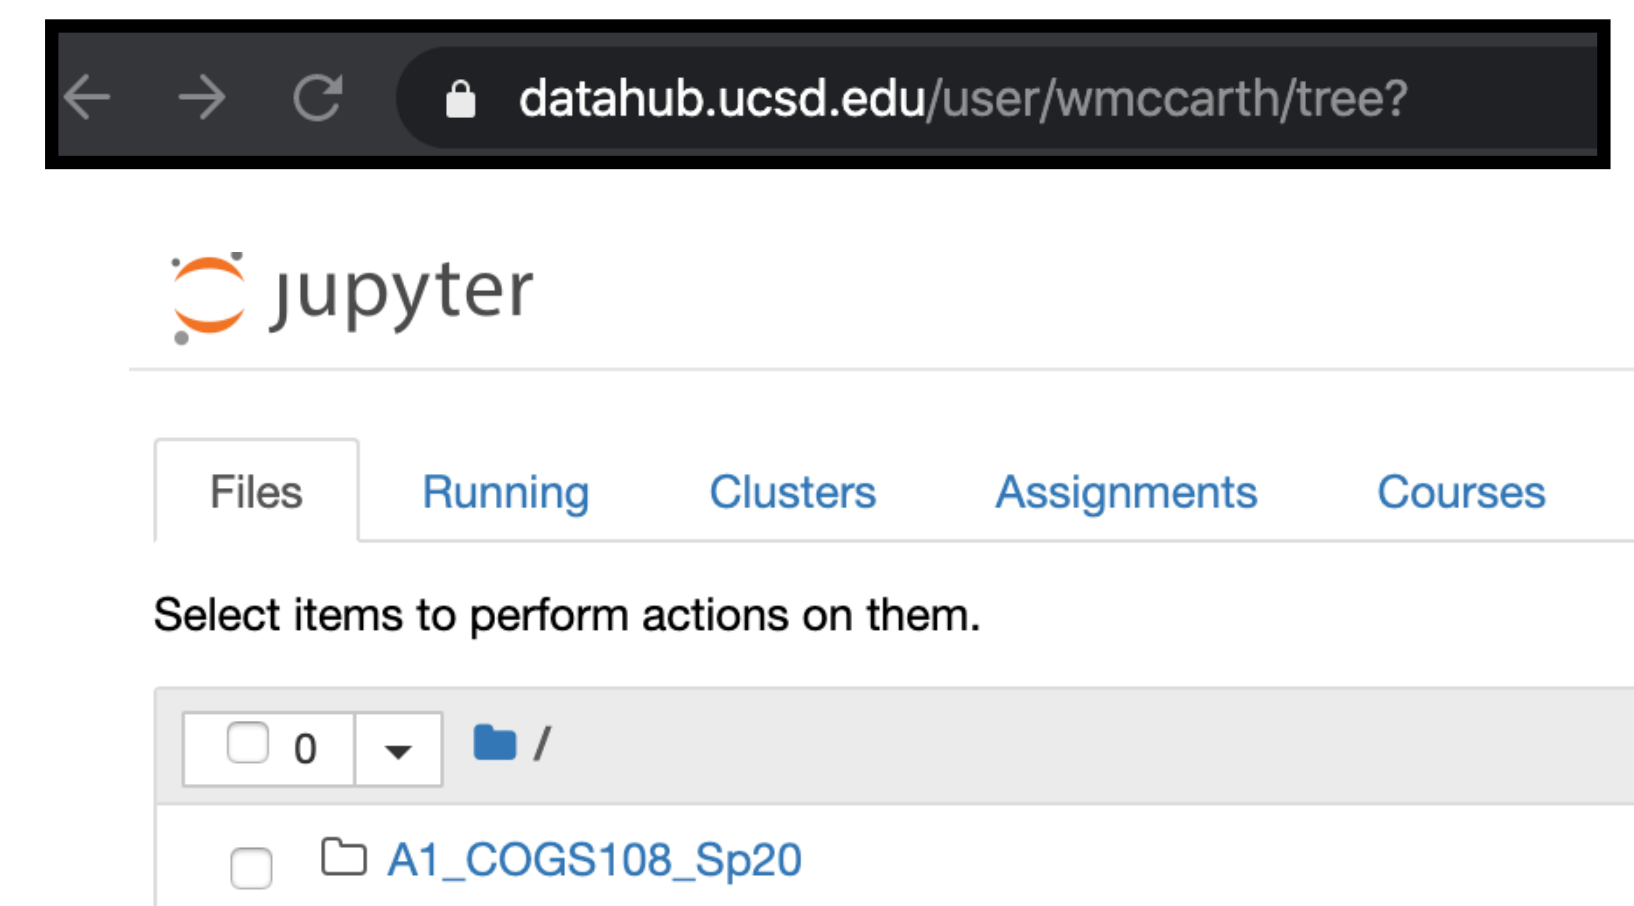 datahub.ucsd.edu/user/wmccarth/tree?
jupyter
Files Running Clusters Assignments Courses
Select items to perform actions on them.
0 /
A1_COGS108_Sp20